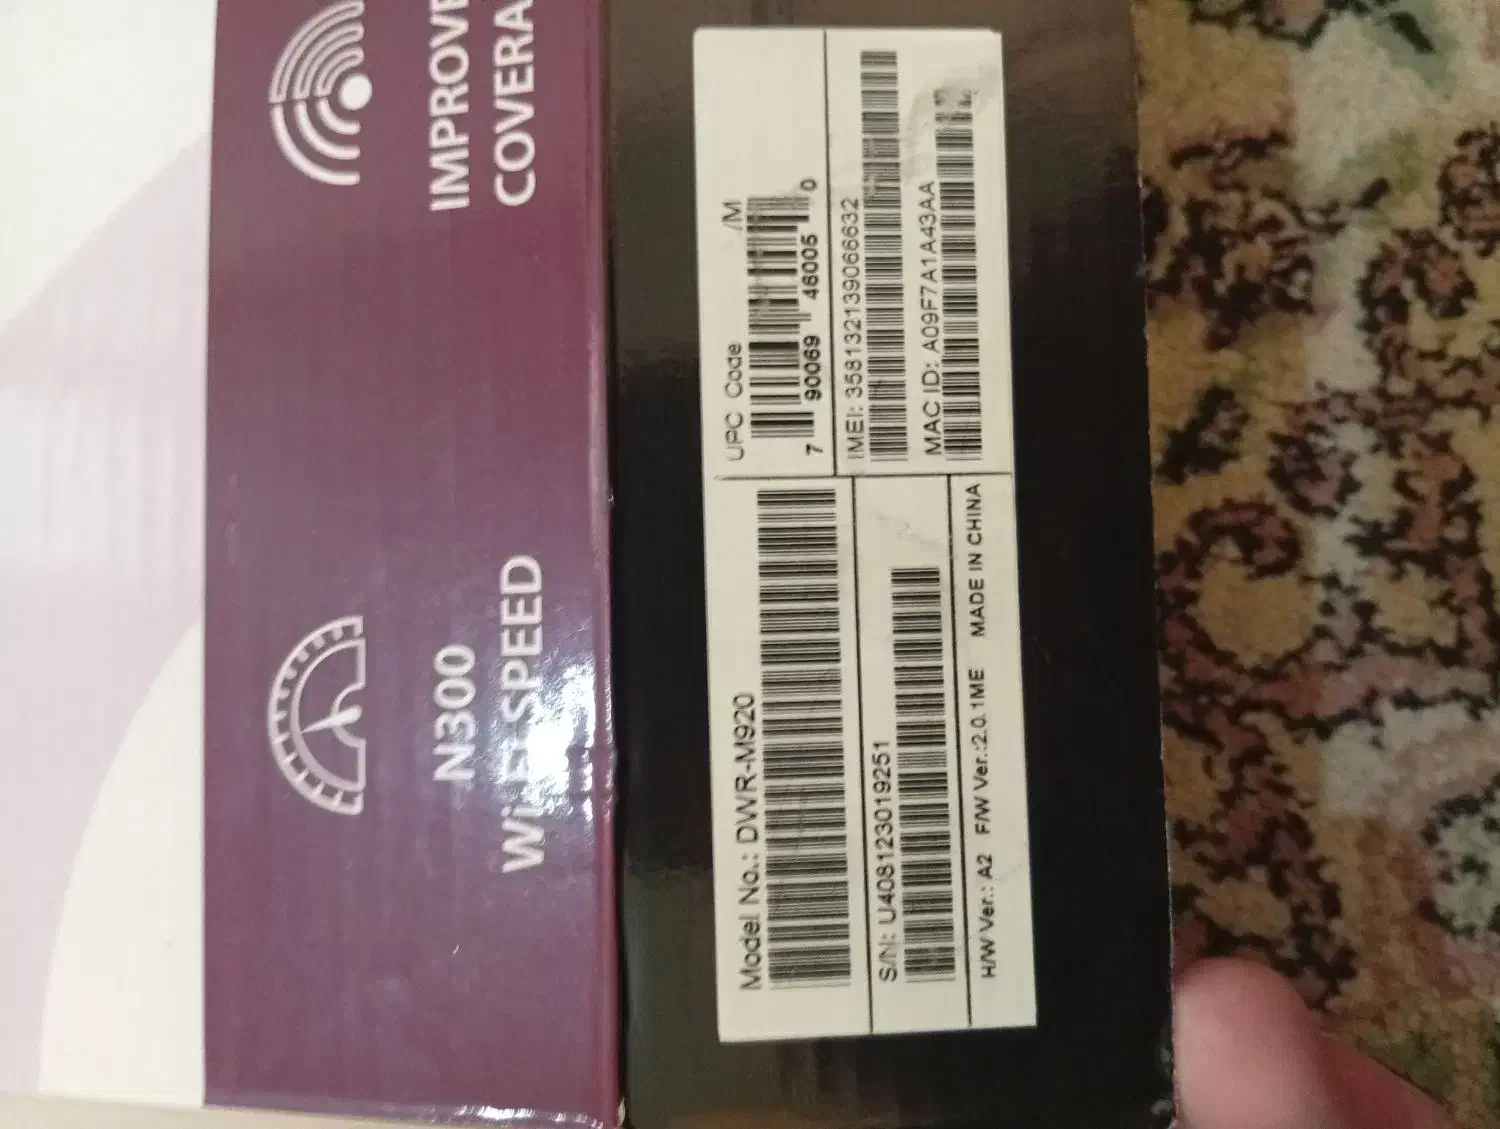 IMPROVE
COVERA
N300
Wi-Fi SPEED
Model No.: DWR-M920
UPC Code /M
7 90069 46005 0
S/N: U408123019251
IMEI: 358132139066632
MAC ID: A09F7A1A43AA
H/W Ver.: A2 F/W Ver.:2.0.1ME MADE IN CHINA